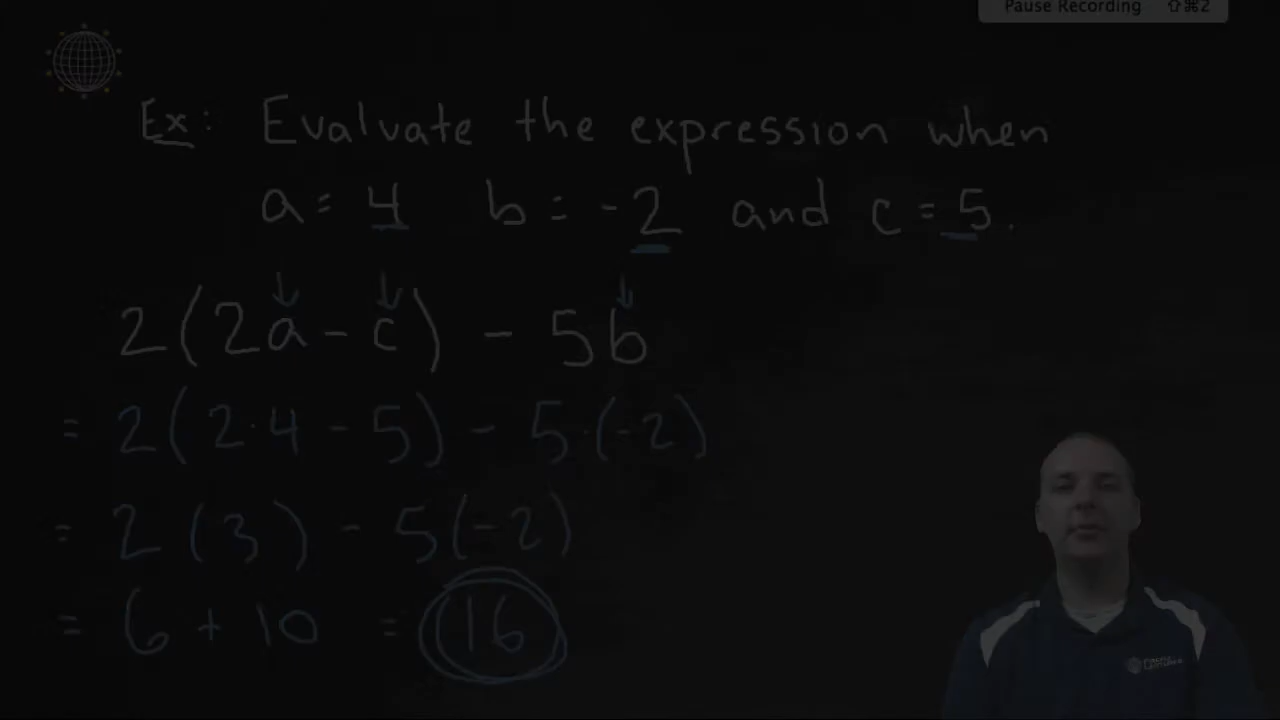 Pause Recording ⇧⌘2
Ex: Evaluate the expression when
a = 4 b = -2 and c = 5.
2(2a - c) - 5b
= 2(2·4 - 5) - 5·(-2)
= 2(3) - 5(-2)
= 6 + 10 = 16